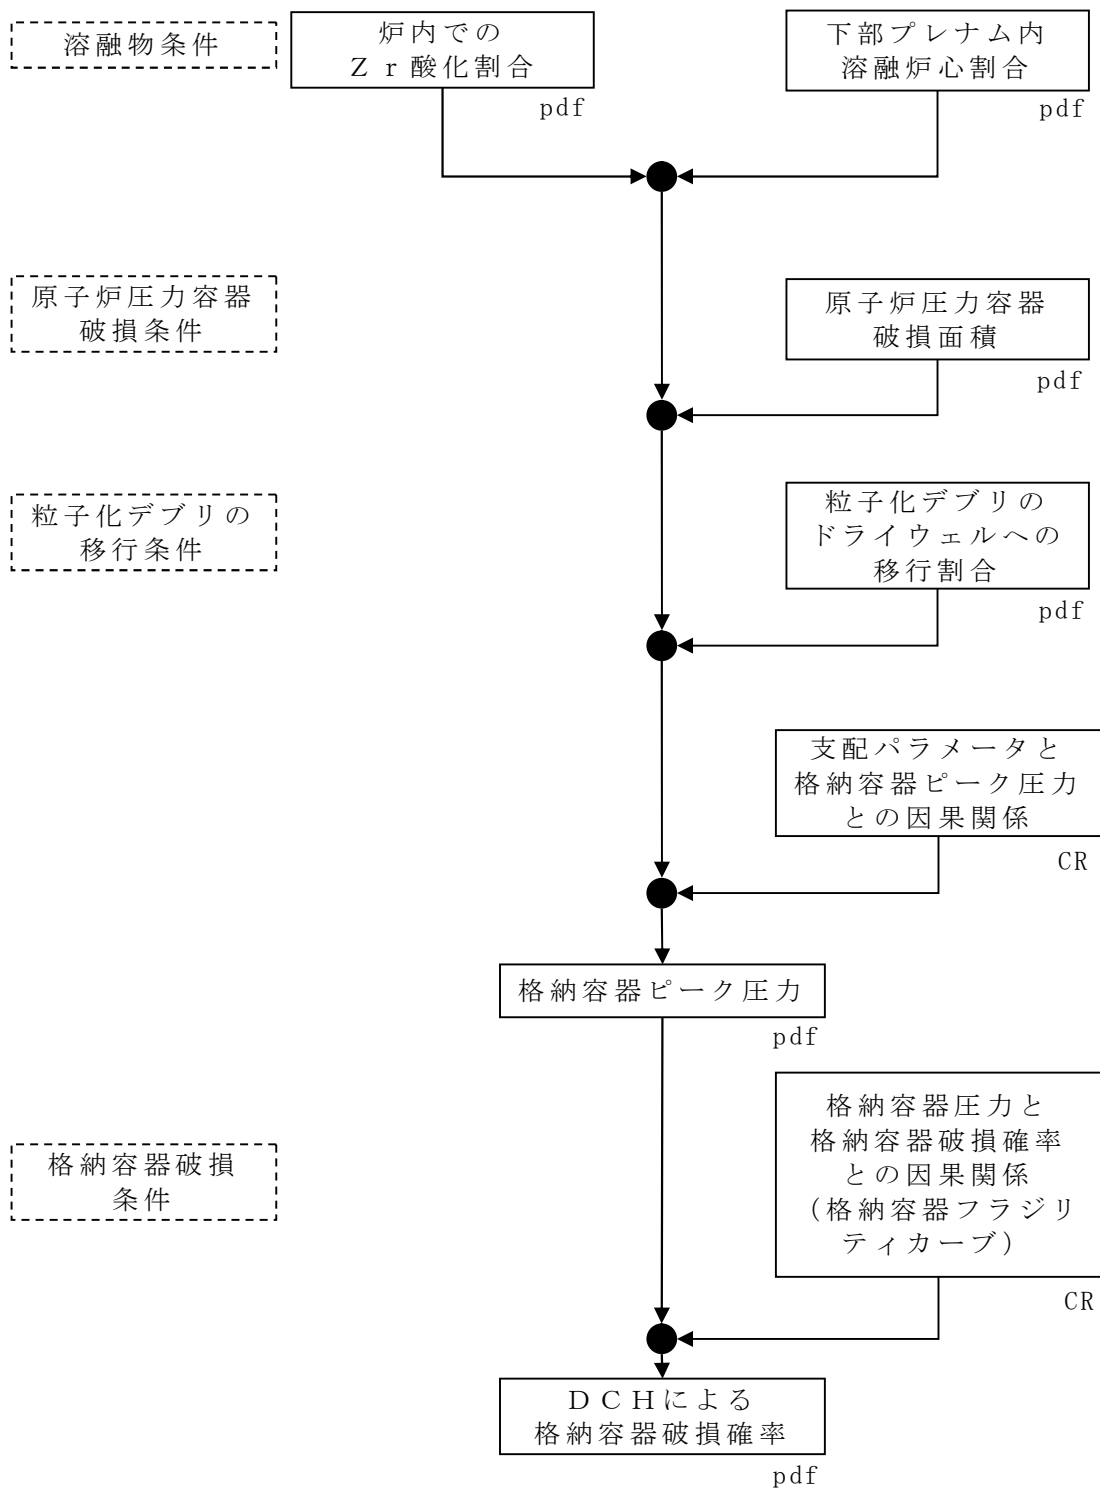 溶融物条件
炉内での
Ｚｒ酸化割合
pdf
下部プレナム内
溶融炉心割合
pdf
原子炉圧力容器
破損条件
原子炉圧力容器
破損面積
pdf
粒子化デブリの
移行条件
粒子化デブリの
ドライウェルへの
移行割合
pdf
支配パラメータと
格納容器ピーク圧力
との因果関係
CR
格納容器ピーク圧力
pdf
格納容器破損
条件
格納容器圧力と
格納容器破損確率
との因果関係
（格納容器フラジリ
ティカーブ）
CR
ＤＣＨによる
格納容器破損確率
pdf